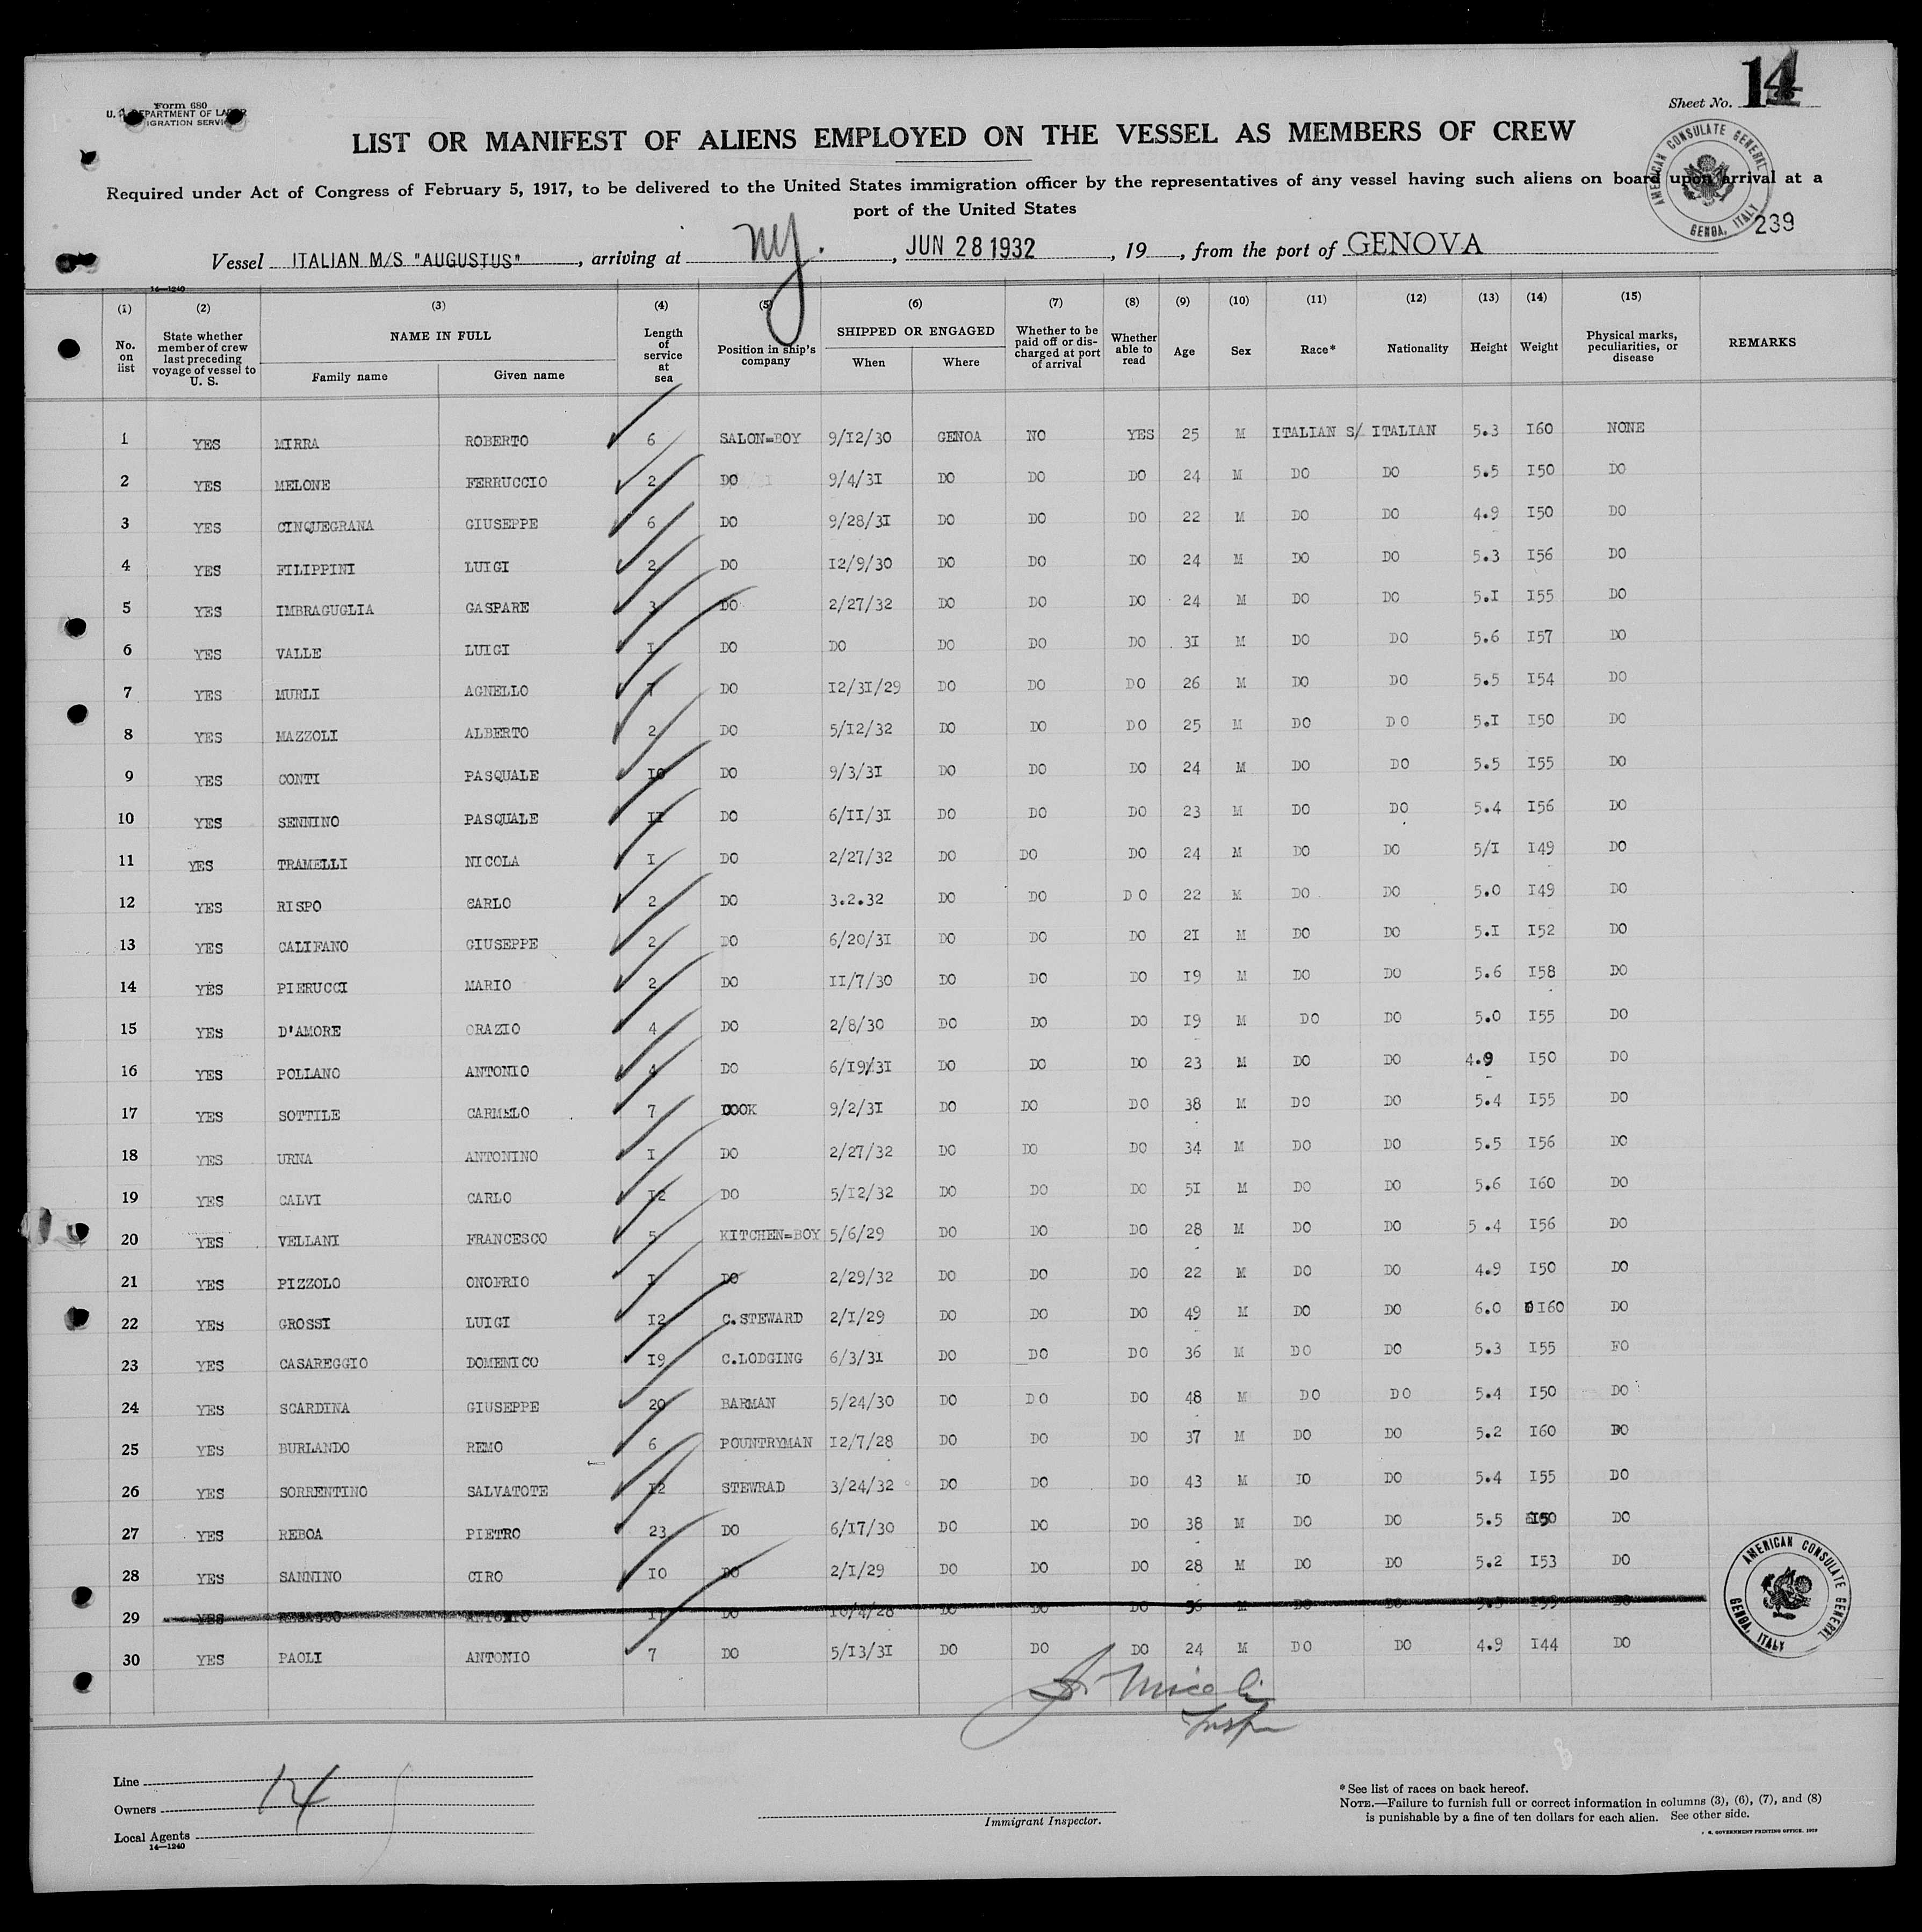 Form 680
U. S. DEPARTMENT OF LABOR
IMMIGRATION SERVICE
Sheet No. 14
LIST OR MANIFEST OF ALIENS EMPLOYED ON THE VESSEL AS MEMBERS OF CREW
Required under Act of Congress of February 5, 1917, to be delivered to the United States immigration officer by the representatives of any vessel having such aliens on board upon arrival at a
port of the United States
AMERICAN CONSULATE GENERAL
GENOA, ITALY
239
Vessel ITALIAN M/S "AUGUSTUS", arriving at NY., JUN 28 1932, 19, from the port of GENOVA
14—1240
(1) (2) (3) (4) (5) (6) (7) (8) (9) (10) (11) (12) (13) (14) (15)
No. on list State whether member of crew last preceding voyage of vessel to U. S. NAME IN FULL Family name Given name Length of service at sea Position in ship's company SHIPPED OR ENGAGED When Where Whether to be paid off or discharged at port of arrival Whether able to read Age Sex Race* Nationality Height Weight Physical marks, peculiarities, or disease REMARKS
1 YES MIRRA ROBERTO 6 SALON=BOY 9/12/30 GENOA NO YES 25 M ITALIAN S/ ITALIAN 5.3 160 NONE
2 YES MELONE FERRUCCIO 2 DO 9/4/31 DO DO DO 24 M DO DO 5.5 150 DO
3 YES CINQUEGRANA GIUSEPPE 6 DO 9/28/31 DO DO DO 22 M DO DO 4.9 150 DO
4 YES FILIPPINI LUIGI 2 DO 12/9/30 DO DO DO 24 M DO DO 5.3 156 DO
5 YES IMBRAGUGLIA GASPARE 3 DO 2/27/32 DO DO DO 24 M DO DO 5.1 155 DO
6 YES VALLE LUIGI 1 DO DO DO DO DO 31 M DO DO 5.6 157 DO
7 YES MURLI AGNELLO DO 12/31/29 DO DO DO 26 M DO DO 5.5 154 DO
8 YES MAZZOLI ALBERTO 2 DO 5/12/32 DO DO DO 25 M DO DO 5.1 150 DO
9 YES CONTI PASQUALE 10 DO 9/3/31 DO DO DO 24 M DO DO 5.5 155 DO
10 YES SENNINO PASQUALE 11 DO 6/11/31 DO DO DO 23 M DO DO 5.4 156 DO
11 YES TRAMELLI NICOLA 1 DO 2/27/32 DO DO DO 24 M DO DO 5/1 149 DO
12 YES RISPO CARLO 2 DO 3.2.32 DO DO DO 22 M DO DO 5.0 149 DO
13 YES CALIFANO GIUSEPPE 2 DO 6/20/31 DO DO DO 21 M DO DO 5.1 152 DO
14 YES PIERUCCI MARIO 2 DO 11/7/30 DO DO DO 19 M DO DO 5.6 158 DO
15 YES D'AMORE ORAZIO 4 DO 2/8/30 DO DO DO 19 M DO DO 5.0 155 DO
16 YES POLLANO ANTONIO 4 DO 6/19/31 DO DO DO 23 M DO DO 4.9 150 DO
17 YES SOTTILE CARMELO 7 COOK 9/2/31 DO DO DO 38 M DO DO 5.4 155 DO
18 YES URNA ANTONINO 1 DO 2/27/32 DO DO DO 34 M DO DO 5.5 156 DO
19 YES CALVI CARLO 12 DO 5/12/32 DO DO DO 51 M DO DO 5.6 160 DO
20 YES VELLANI FRANCESCO 5 KITCHEN=BOY 5/6/29 DO DO DO 28 M DO DO 5.4 156 DO
21 YES PIZZOLO ONOFRIO 1 DO 2/29/32 DO DO DO 22 M DO DO 4.9 150 DO
22 YES GROSSI LUIGI 12 C.STEWARD 2/1/29 DO DO DO 49 M DO DO 6.0 160 DO
23 YES CASAREGGIO DOMENICO 19 C.LODGING 6/3/31 DO DO DO 36 M DO DO 5.3 155 FO
24 YES SCARDINA GIUSEPPE 20 BARMAN 5/24/30 DO DO DO 48 M DO DO 5.4 150 DO
25 YES BURLANDO REMO 6 POUNTRYMAN 12/7/28 DO DO DO 37 M DO DO 5.2 160 DO
26 YES SORRENTINO SALVATOTE 12 STEWRAD 3/24/32 DO DO DO 43 M IO DO 5.4 155 DO
27 YES REBOA PIETRO 23 DO 6/17/30 DO DO DO 38 M DO DO 5.5 150 DO
28 YES SANNINO CIRO 10 DO 2/1/29 DO DO DO 28 M DO DO 5.2 153 DO
29 YES ANTONIO DO 10/4/28 DO DO DO M DO DO DO
30 YES PAOLI ANTONIO 7 DO 5/13/31 DO DO DO 24 M DO DO 4.9 144 DO
AMERICAN CONSULATE GENERAL
GENOA, ITALY
Insp
Line
14
Owners
Local Agents
14—1240
Immigrant Inspector.
* See list of races on back hereof.
NOTE.—Failure to furnish full or correct information in columns (3), (6), (7), and (8)
is punishable by a fine of ten dollars for each alien. See other side.
U. S. GOVERNMENT PRINTING OFFICE. 1929